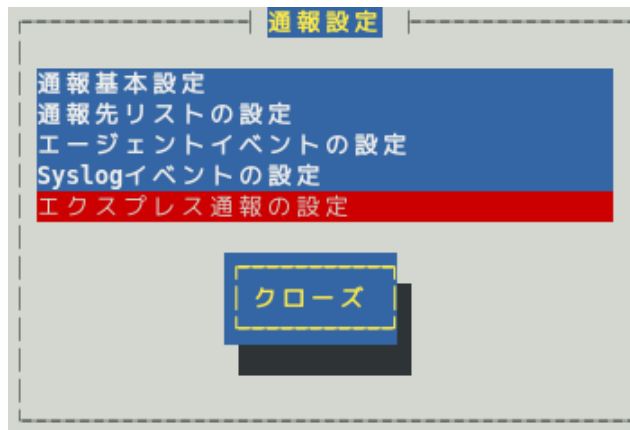 通報設定
通報基本設定
通報先リストの設定
エージェントイベントの設定
Syslogイベントの設定
エクスプレス通報の設定
クローズ